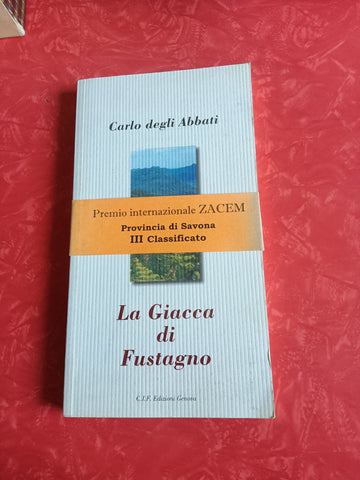 Carlo degli Abbati
Premio internazionale ZACEM
Provincia di Savona
III Classificato
La Giacca
di
Fustagno
C.I.F. Edizioni Genova